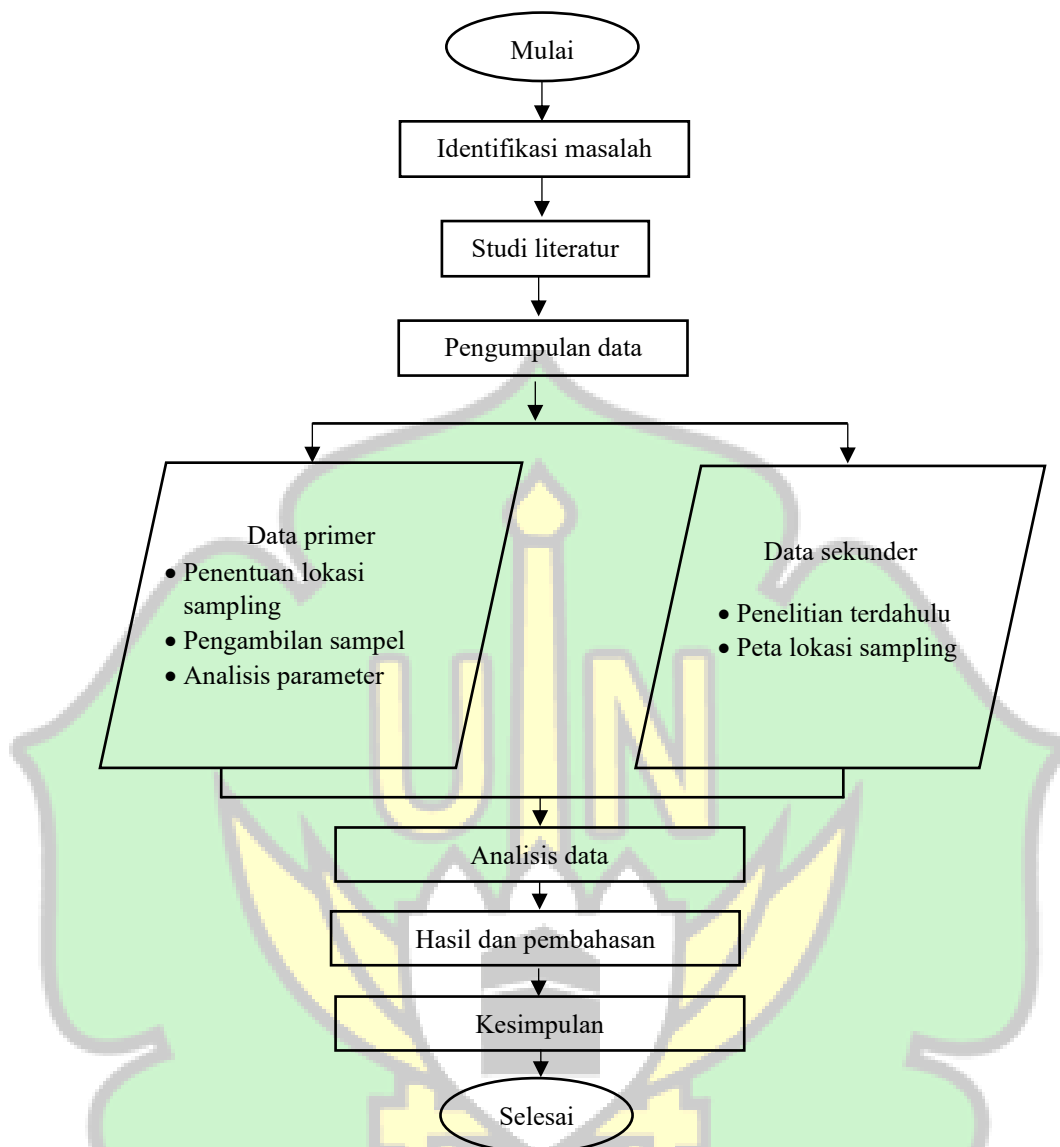 Mulai
Identifikasi masalah
Studi literatur
Pengumpulan data
Data primer
• Penentuan lokasi
sampling
• Pengambilan sampel
• Analisis parameter
Data sekunder
• Penelitian terdahulu
• Peta lokasi sampling
UIN
Analisis data
Hasil dan pembahasan
Kesimpulan
Selesai